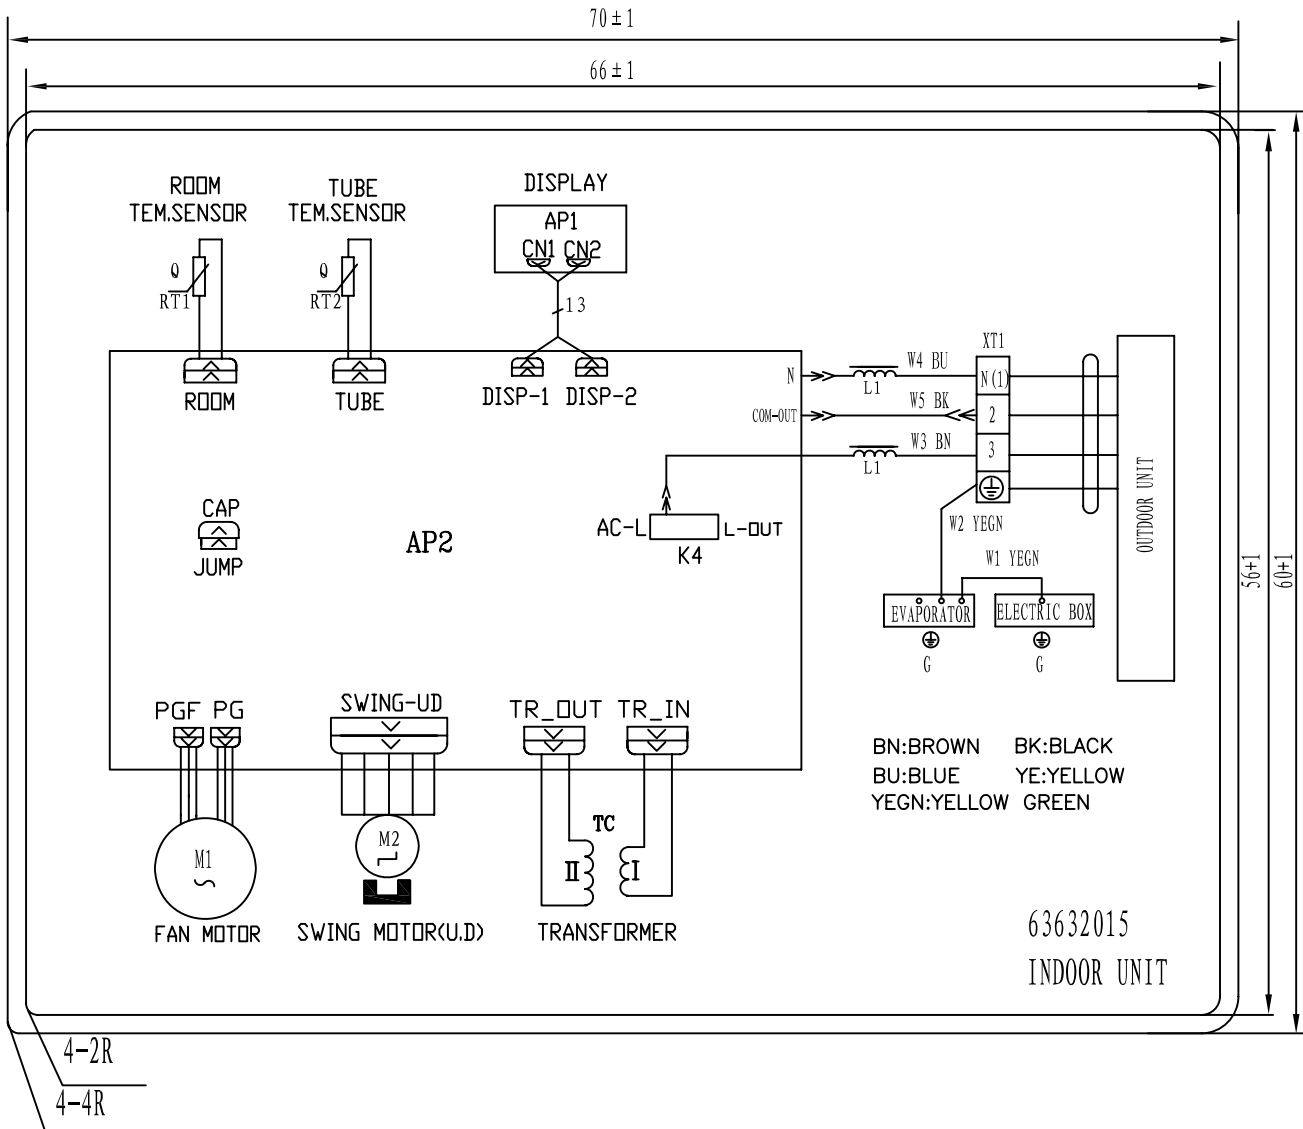 70±1
66±1
ROOM
TEM.SENSOR
TUBE
TEM.SENSOR
DISPLAY
AP1
CN1 CN2
θ
RT1
θ
RT2
13
ROOM
TUBE
DISP-1 DISP-2
N
COM-OUT
W4 BU
L1
W5 BK
W3 BN
L1
XT1
N(1)
2
3
OUTDOOR UNIT
W2 YEGN
W1 YEGN
EVAPORATOR
ELECTRIC BOX
G
G
CAP
JUMP
AP2
AC-L
L-OUT
K4
56+1
60+1
PGF PG
SWING-UD
TR_OUT TR_IN
M1
M2
TC
II
I
FAN MOTOR
SWING MOTOR(U.D)
TRANSFORMER
BN:BROWN BK:BLACK
BU:BLUE YE:YELLOW
YEGN:YELLOW GREEN
63632015
INDOOR UNIT
4-2R
4-4R